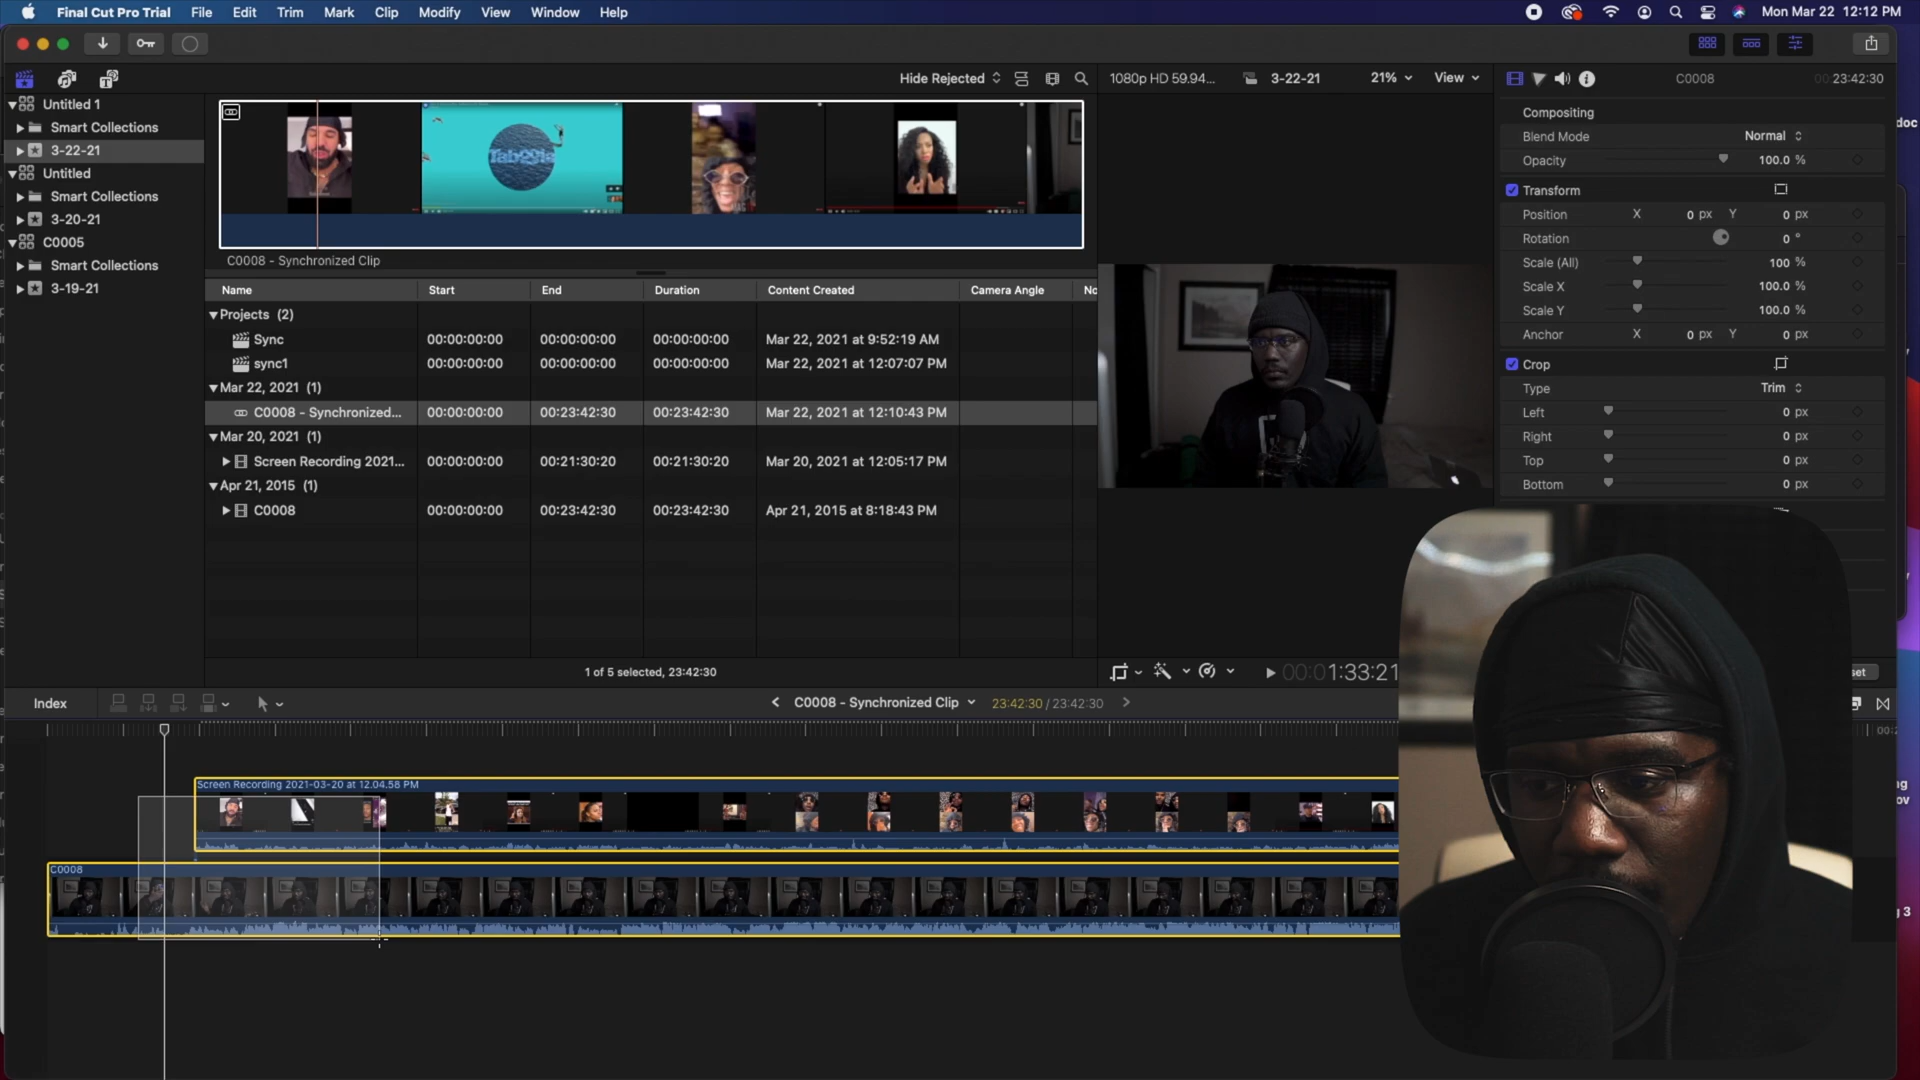 Final Cut Pro Trial File Edit Trim Mark Clip Modify View Window Help Mon Mar 22 12:12 PM
Hide Rejected 1080p HD 59.94... 3-22-21 21% View C0008 23:42:30
Untitled 1
Smart Collections
3-22-21
Untitled
Smart Collections
3-20-21
C0005
Smart Collections
3-19-21
C0008 - Synchronized Clip
Name Start End Duration Content Created Camera Angle No
Projects (2)
Sync 00:00:00:00 00:00:00:00 00:00:00:00 Mar 22, 2021 at 9:52:19 AM
sync1 00:00:00:00 00:00:00:00 00:00:00:00 Mar 22, 2021 at 12:07:07 PM
Mar 22, 2021 (1)
C0008 - Synchronized... 00:00:00:00 00:23:42:30 00:23:42:30 Mar 22, 2021 at 12:10:43 PM
Mar 20, 2021 (1)
Screen Recording 2021... 00:00:00:00 00:21:30:20 00:21:30:20 Mar 20, 2021 at 12:05:17 PM
Apr 21, 2015 (1)
C0008 00:00:00:00 00:23:42:30 00:23:42:30 Apr 21, 2015 at 8:18:43 PM
1 of 5 selected, 23:42:30
00:01:33:21
Compositing
Blend Mode Normal
Opacity 100.0 %
Transform
Position X 0 px Y 0 px
Rotation 0 °
Scale (All) 100 %
Scale X 100.0 %
Scale Y 100.0 %
Anchor X 0 px Y 0 px
Crop
Type Trim
Left 0 px
Right 0 px
Top 0 px
Bottom 0 px
set
doc
Index C0008 - Synchronized Clip 23:42:30 / 23:42:30
Screen Recording 2021-03-20 at 12.04.58 PM
C0008